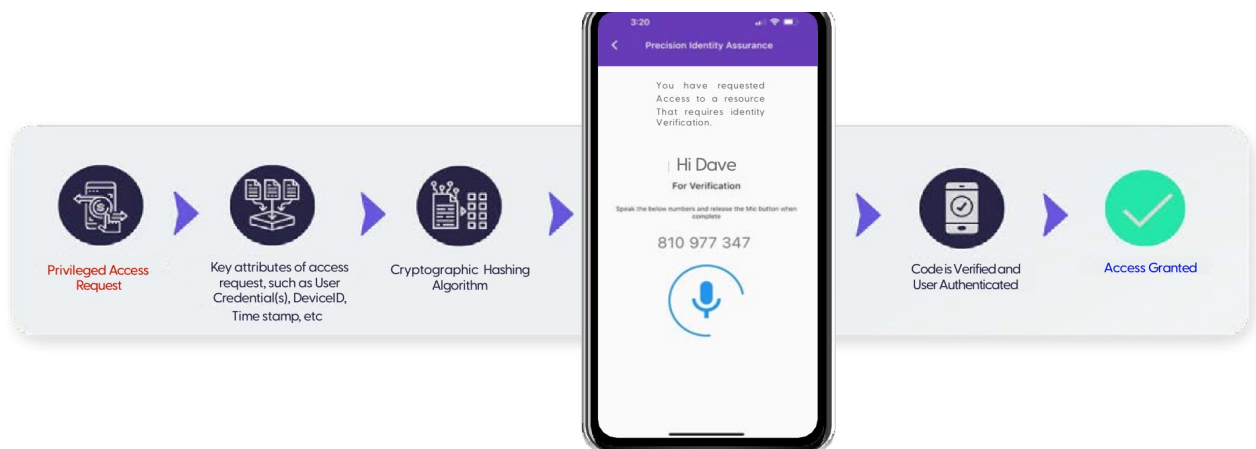 Privileged Access
Request
Key attributes of access
request, such as User
Credential(s), DeviceID,
Time stamp, etc
Cryptographic Hashing
Algorithm
3:20
Precision Identity Assurance
You have requested
Access to a resource
That requires identity
Verification.
Hi Dave
For Verification
Speak the below numbers and release the Mic button when
complete
810 977 347
Code is Verified and
User Authenticated
Access Granted